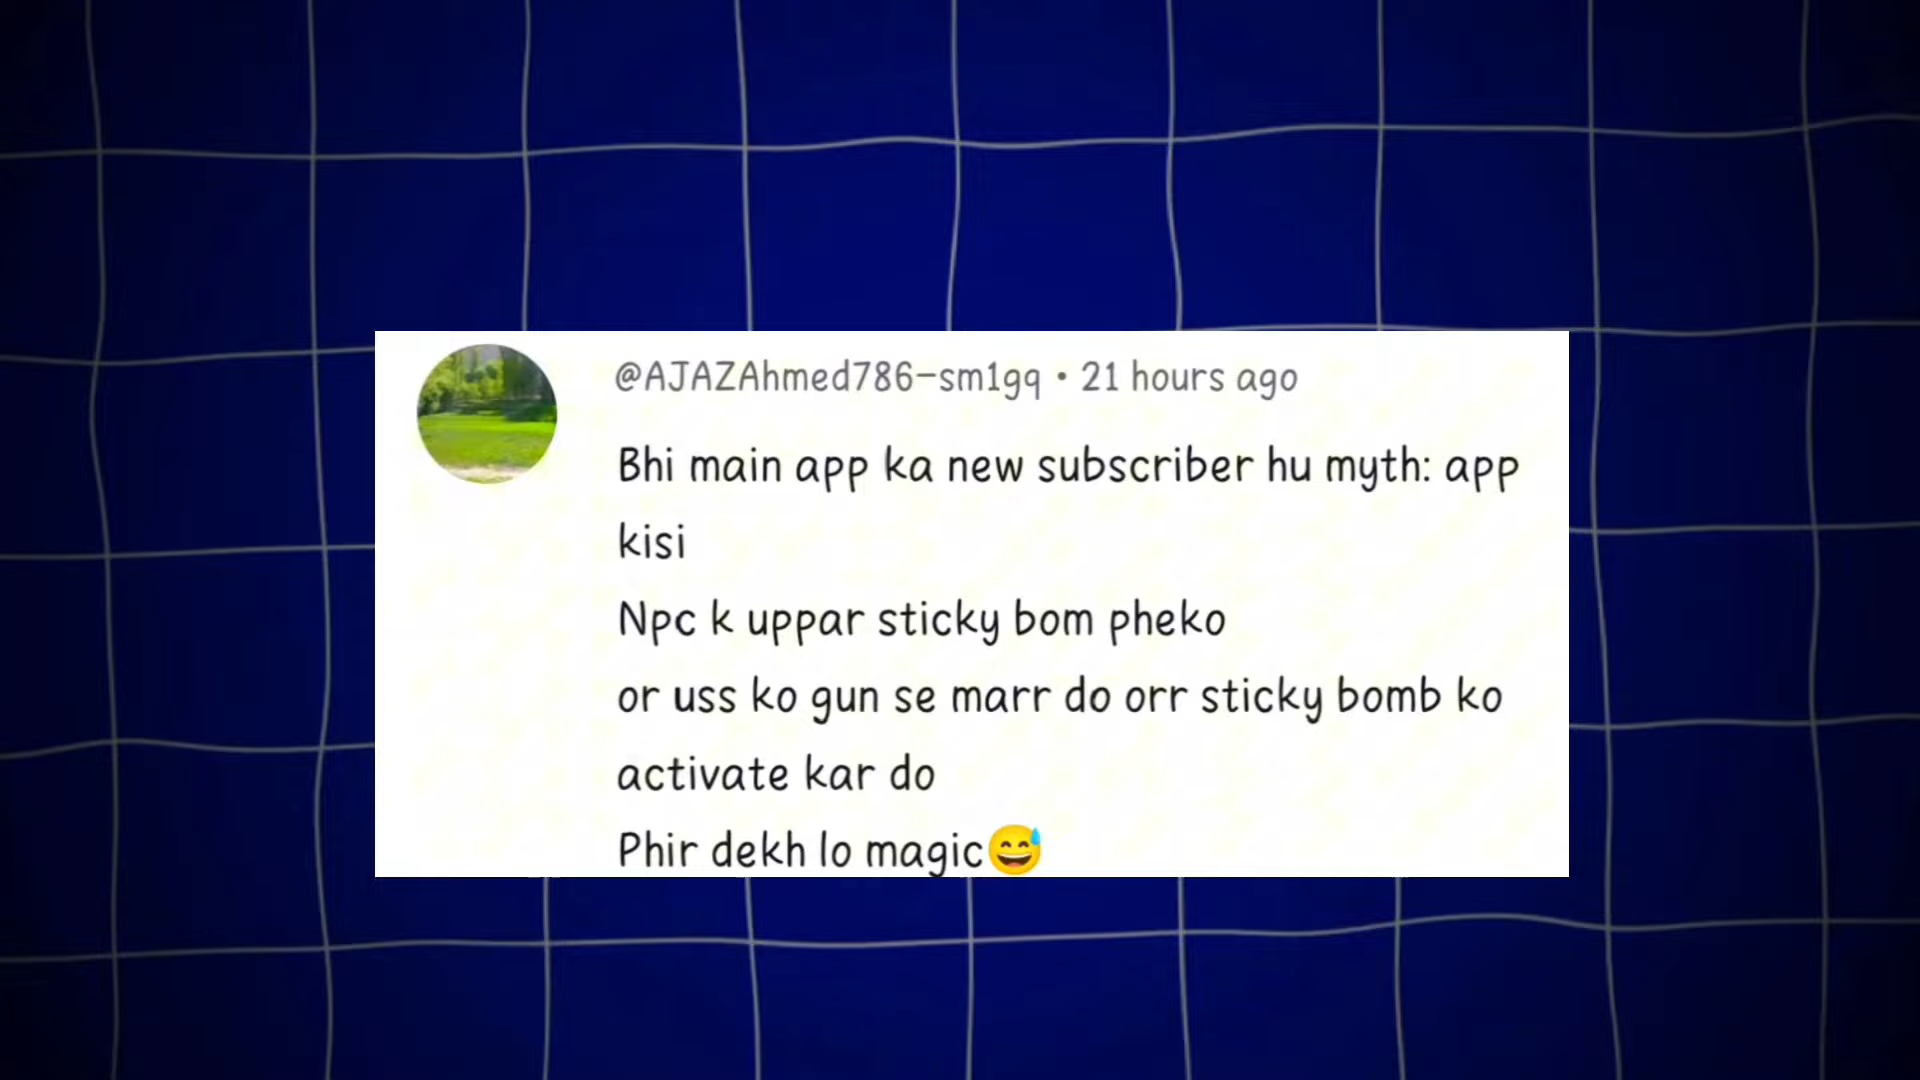 @AJAZAhmed786-sm1gq • 21 hours ago
Bhi main app ka new subscriber hu myth: app
kisi
Npc k uppar sticky bom pheko
or uss ko gun se marr do orr sticky bomb ko
activate kar do
Phir dekh lo magic😅